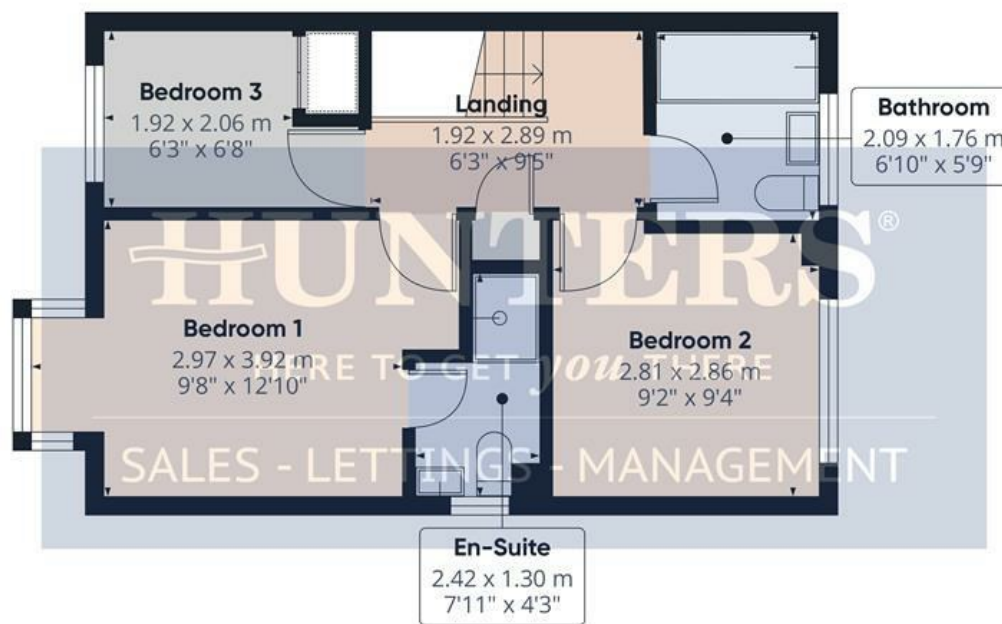 Bedroom 3
1.92 x 2.06 m
6'3" x 6'8"
Landing
1.92 x 2.89 m
6'3" x 9'5"
Bathroom
2.09 x 1.76 m
6'10" x 5'9"
HUNTERS®
HERE TO GET you THERE
SALES - LETTINGS - MANAGEMENT
Bedroom 1
2.97 x 3.92 m
9'8" x 12'10"
Bedroom 2
2.81 x 2.86 m
9'2" x 9'4"
En-Suite
2.42 x 1.30 m
7'11" x 4'3"